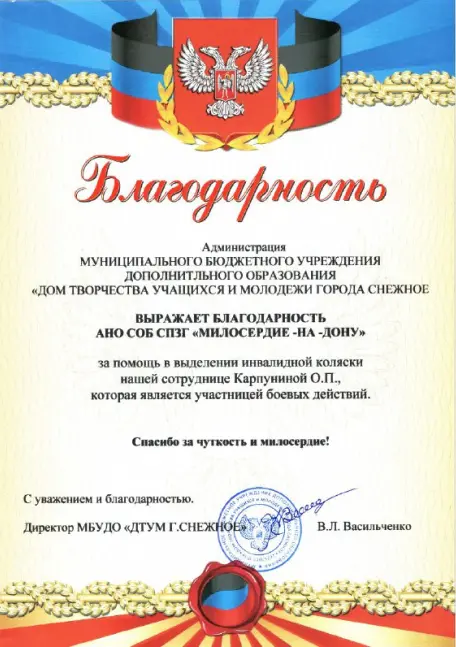 Благодарность
Администрация
МУНИЦИПАЛЬНОГО БЮДЖЕТНОГО УЧРЕЖДЕНИЯ
ДОПОЛНИТЛЬНОГО ОБРАЗОВАНИЯ
«ДОМ ТВОРЧЕСТВА УЧАЩИХСЯ И МОЛОДЕЖИ ГОРОДА СНЕЖНОЕ
ВЫРАЖАЕТ БЛАГОДАРНОСТЬ
АНО СОБ СПЗГ «МИЛОСЕРДИЕ -НА -ДОНУ»
за помощь в выделении инвалидной коляски
нашей сотруднице Карпуниной О.П.,
которая является участницей боевых действий.
Спасибо за чуткость и милосердие!
С уважением и благодарностью.
Директор МБУДО «ДТУМ Г.СНЕЖНОЕ» В.Л. Васильченко